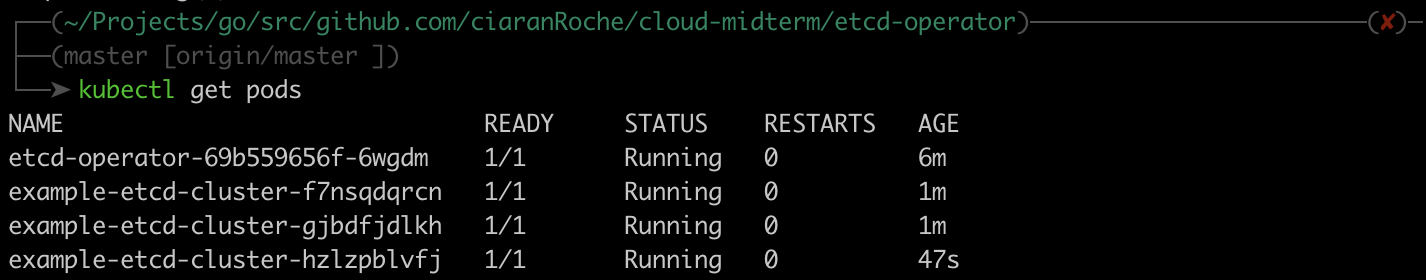 (~/Projects/go/src/github.com/ciaranRoche/cloud-midterm/etcd-operator) (✘)
(master [origin/master ])
➤ kubectl get pods
NAME READY STATUS RESTARTS AGE
etcd-operator-69b559656f-6wgdm 1/1 Running 0 6m
example-etcd-cluster-f7nsqdqrcn 1/1 Running 0 1m
example-etcd-cluster-gjbdfjdlkh 1/1 Running 0 1m
example-etcd-cluster-hzlzpblvfj 1/1 Running 0 47s